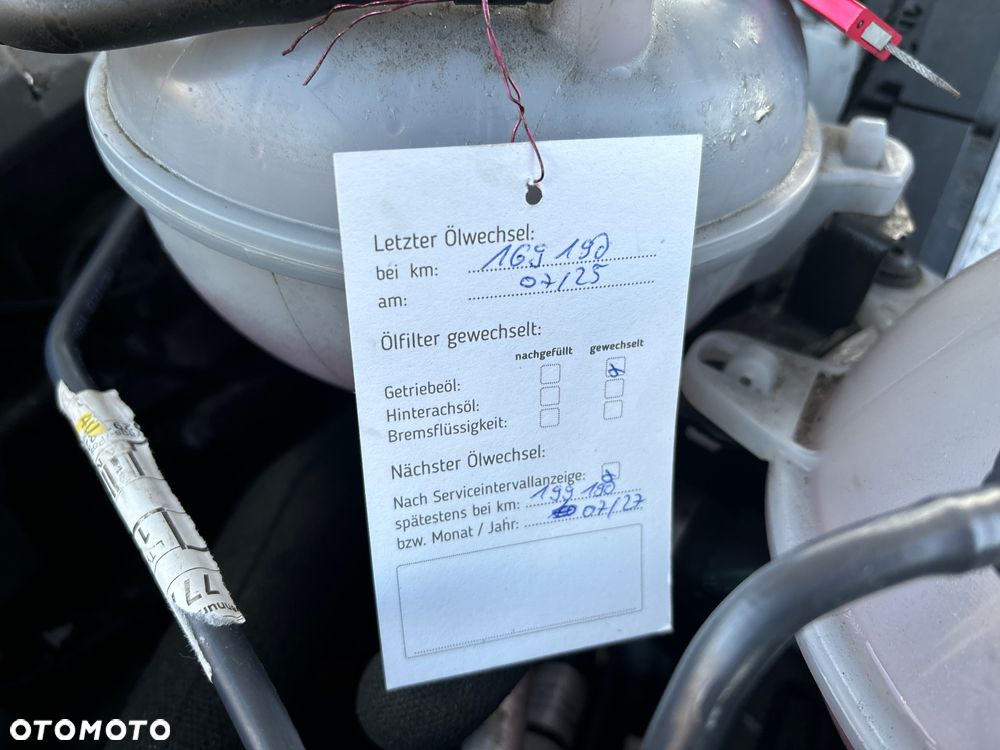 Letzter Ölwechsel:
bei km: 169 190
am: 07/25
Ölfilter gewechselt:
nachgefüllt gewechselt
Getriebeöl:
Hinterachsöl:
Bremsflüssigkeit:
Nächster Ölwechsel:
Nach Serviceintervallanzeige:
spätestens bei km: 199 190
bzw. Monat / Jahr: 07/27
OTOMOTO